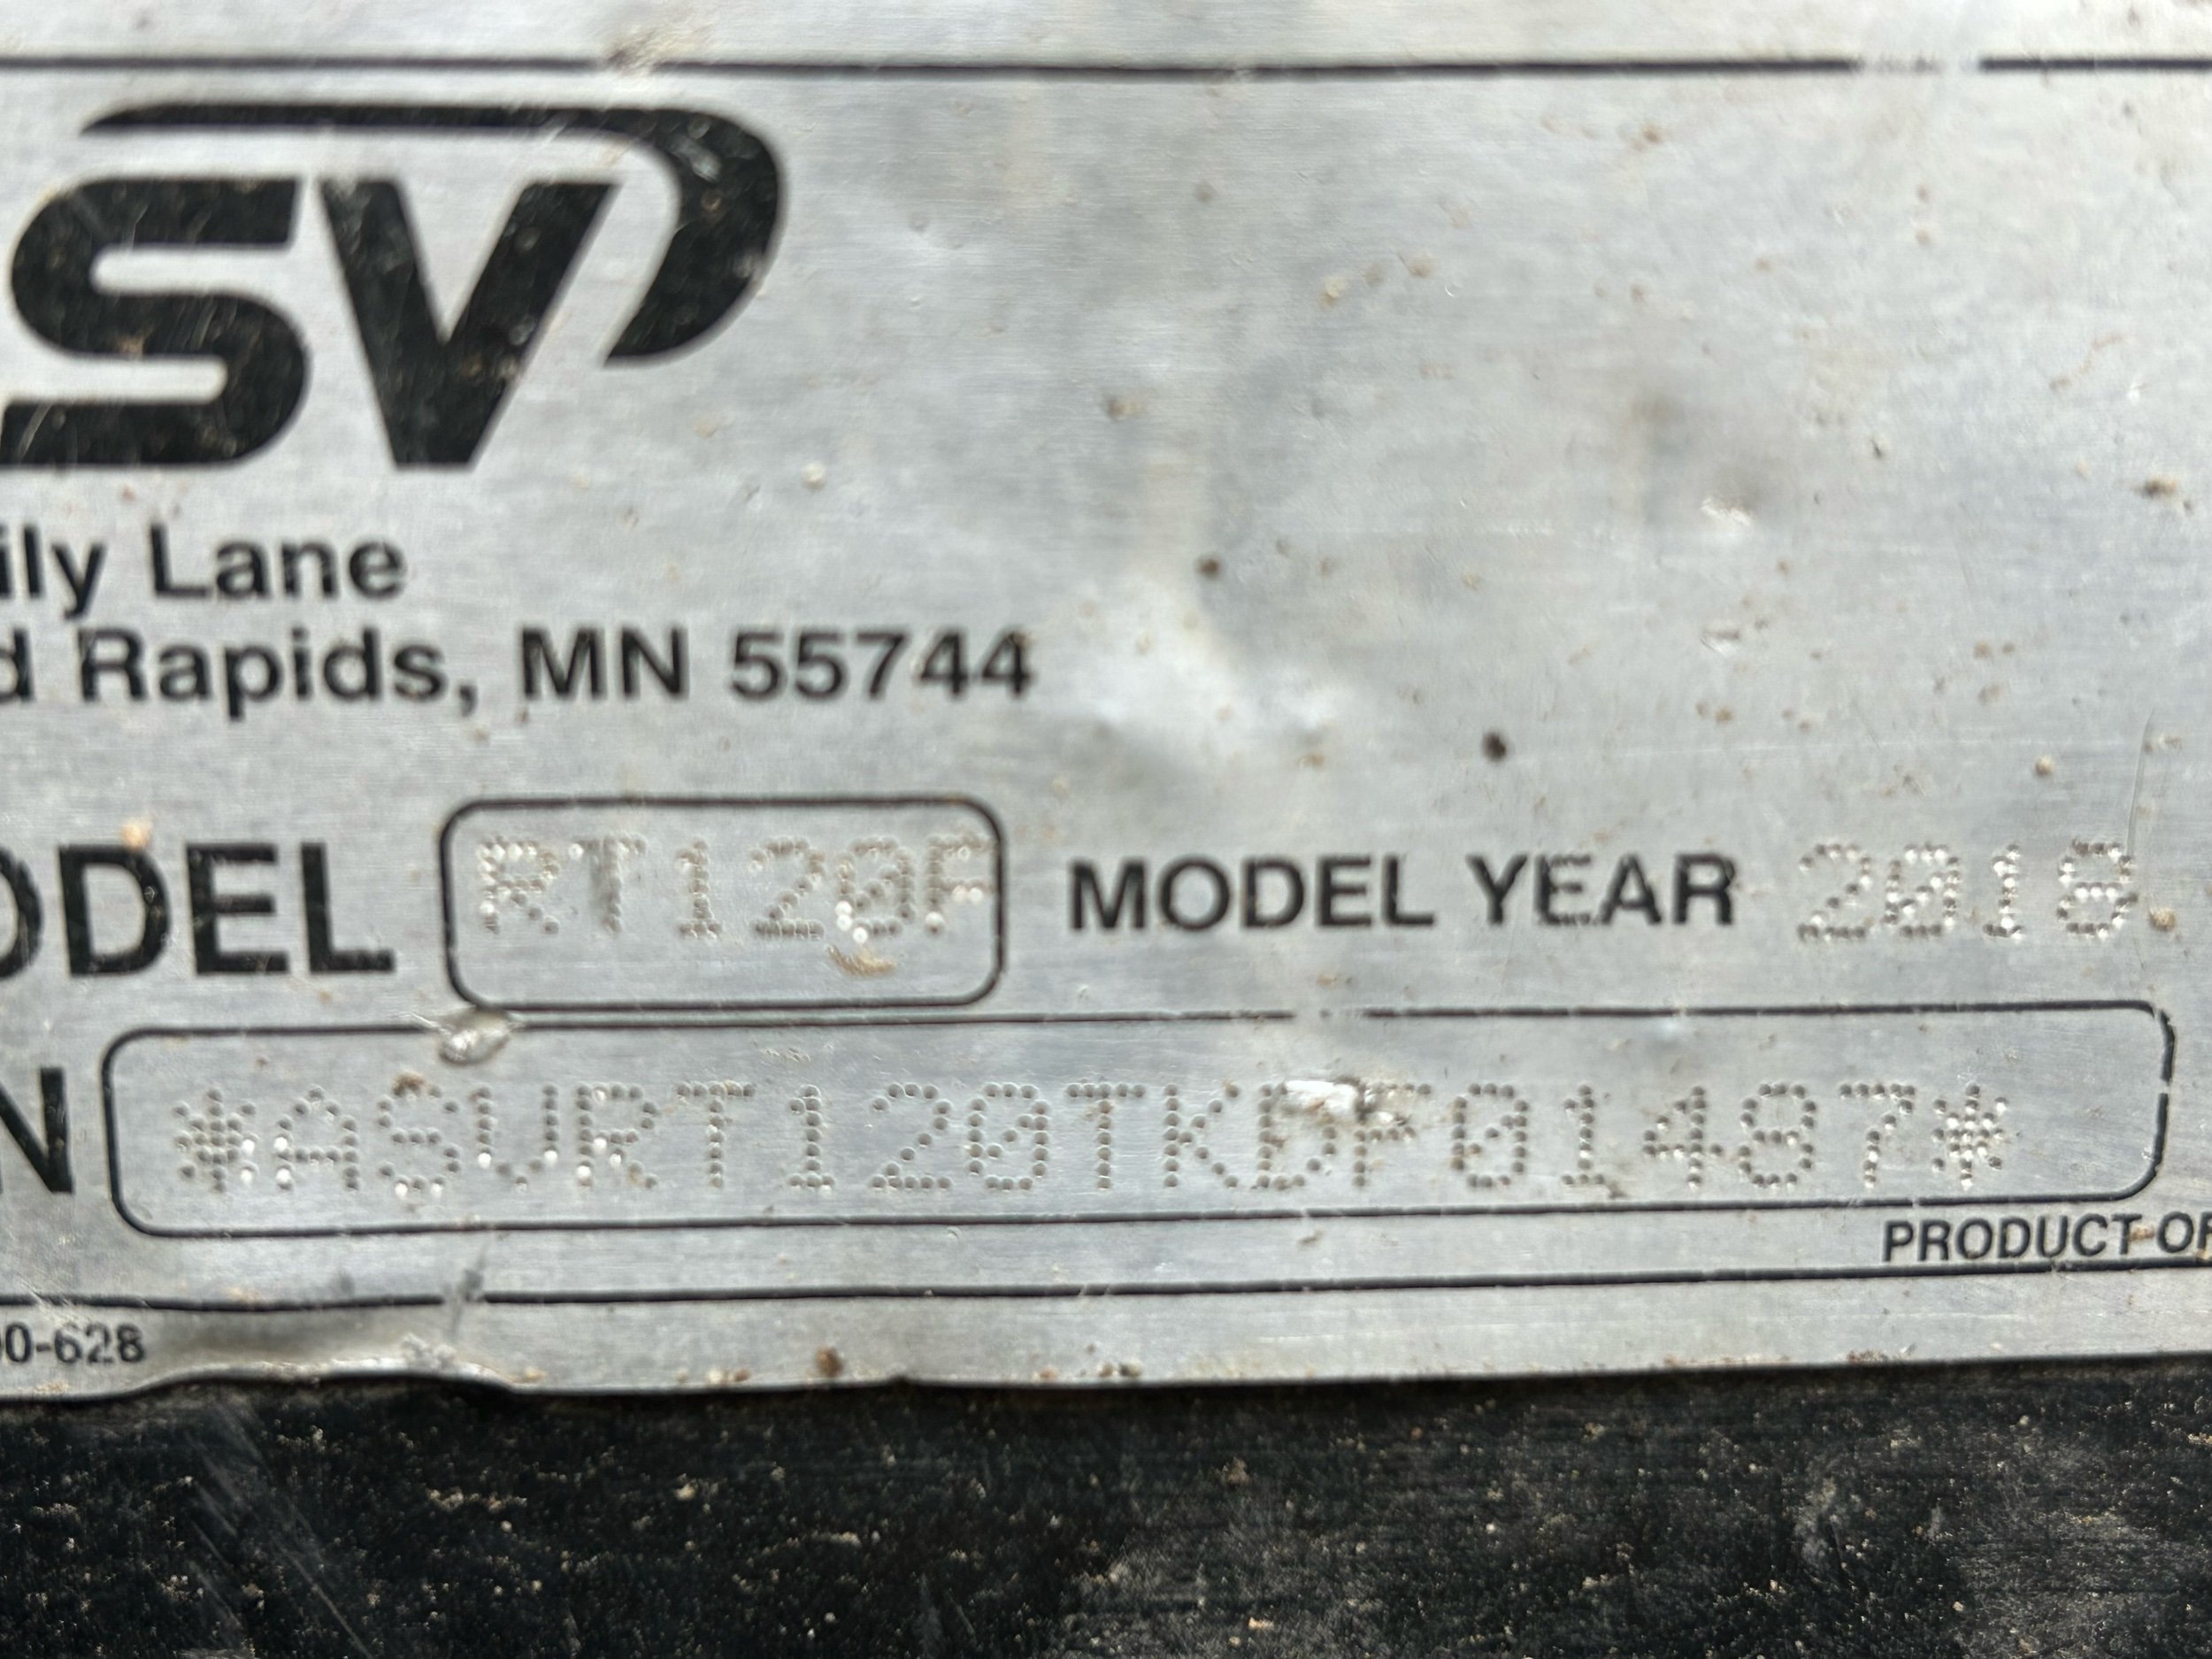 SV
ily Lane
d Rapids, MN 55744
ODEL RT120F MODEL YEAR 2018
N *ASVRT120TKDF01487*
PRODUCT OF
00-628